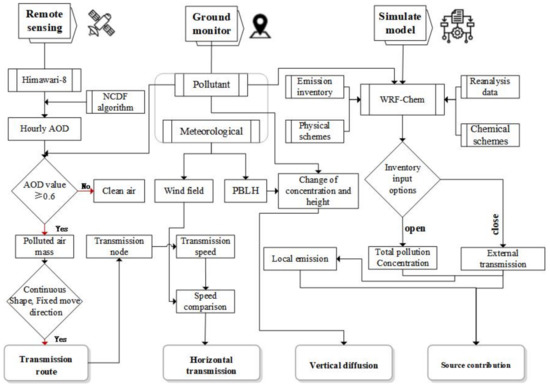 Remote
sensing
Ground
monitor
Simulate
model
Himawari-8
NCDF
algorithm
Hourly AOD
Pollutant
Meteorological
Emission
inventory
Physical
schemes
WRF-Chem
Reanalysis
data
Chemical
schemes
AOD value
≥0.6
No
Clean air
Wind field
PBLH
Change of
concentration and
height
Inventory
input
options
Yes
open
close
Polluted air
mass
Transmission
node
Transmission
speed
Local emission
Total pollution
Concentration
External
transmission
Continuous
Shape, Fixed move
direction
Speed
comparison
Yes
Transmission
route
Horizontal
transmission
Vertical diffusion
Source contribution